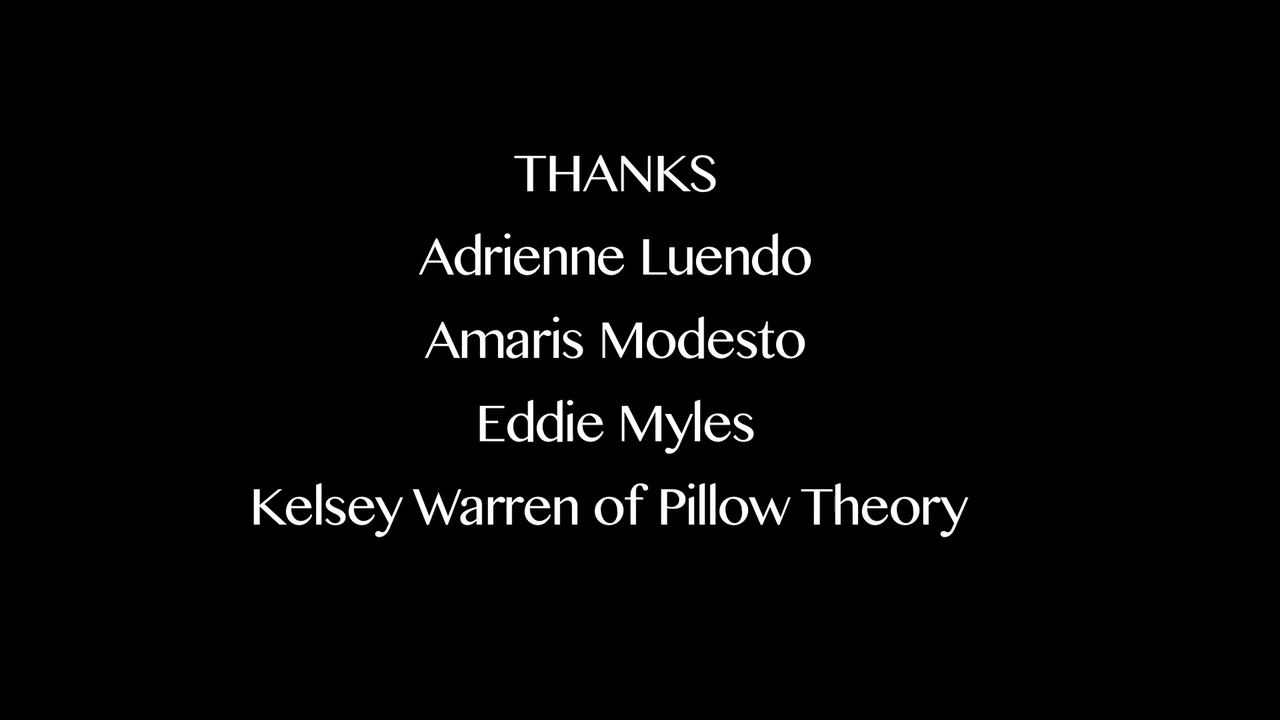 THANKS
Adrienne Luendo
Amaris Modesto
Eddie Myles
Kelsey Warren of Pillow Theory